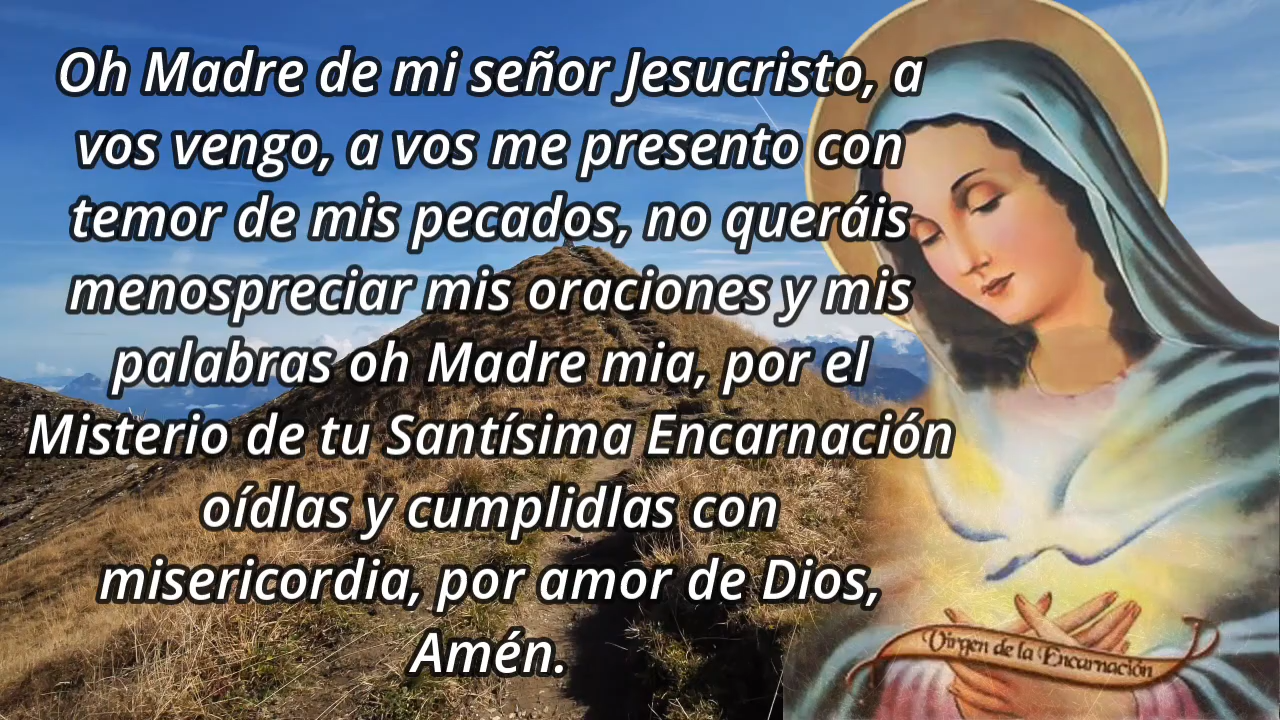 Oh Madre de mi señor Jesucristo, a
vos vengo, a vos me presento con
temor de mis pecados, no queráis
menospreciar mis oraciones y mis
palabras oh Madre mia, por el
Misterio de tu Santísima Encarnación
oídlas y cumplidlas con
misericordia, por amor de Dios,
Amén.
Virgen de la Encarnación